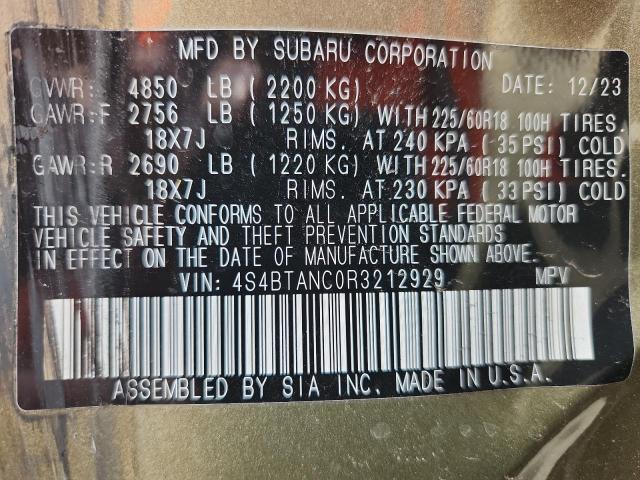 MFD BY SUBARU CORPORATION
GVWR: 4850 LB ( 2200 KG) DATE: 12/23
GAWR:F 2756 LB ( 1250 KG) WITH 225/60R18 100H TIRES.
18X7J RIMS. AT 240 KPA ( 35 PSI) COLD
GAWR:R 2690 LB ( 1220 KG) WITH 225/60R18 100H TIRES.
18X7J RIMS. AT 230 KPA ( 33 PSI) COLD
THIS VEHICLE CONFORMS TO ALL APPLICABLE FEDERAL MOTOR
VEHICLE SAFETY AND THEFT PREVENTION STANDARDS
IN EFFECT ON THE DATE OF MANUFACTURE SHOWN ABOVE.
VIN: 4S4BTANC0R3212929 MPV
ASSEMBLED BY SIA INC. MADE IN U.S.A.